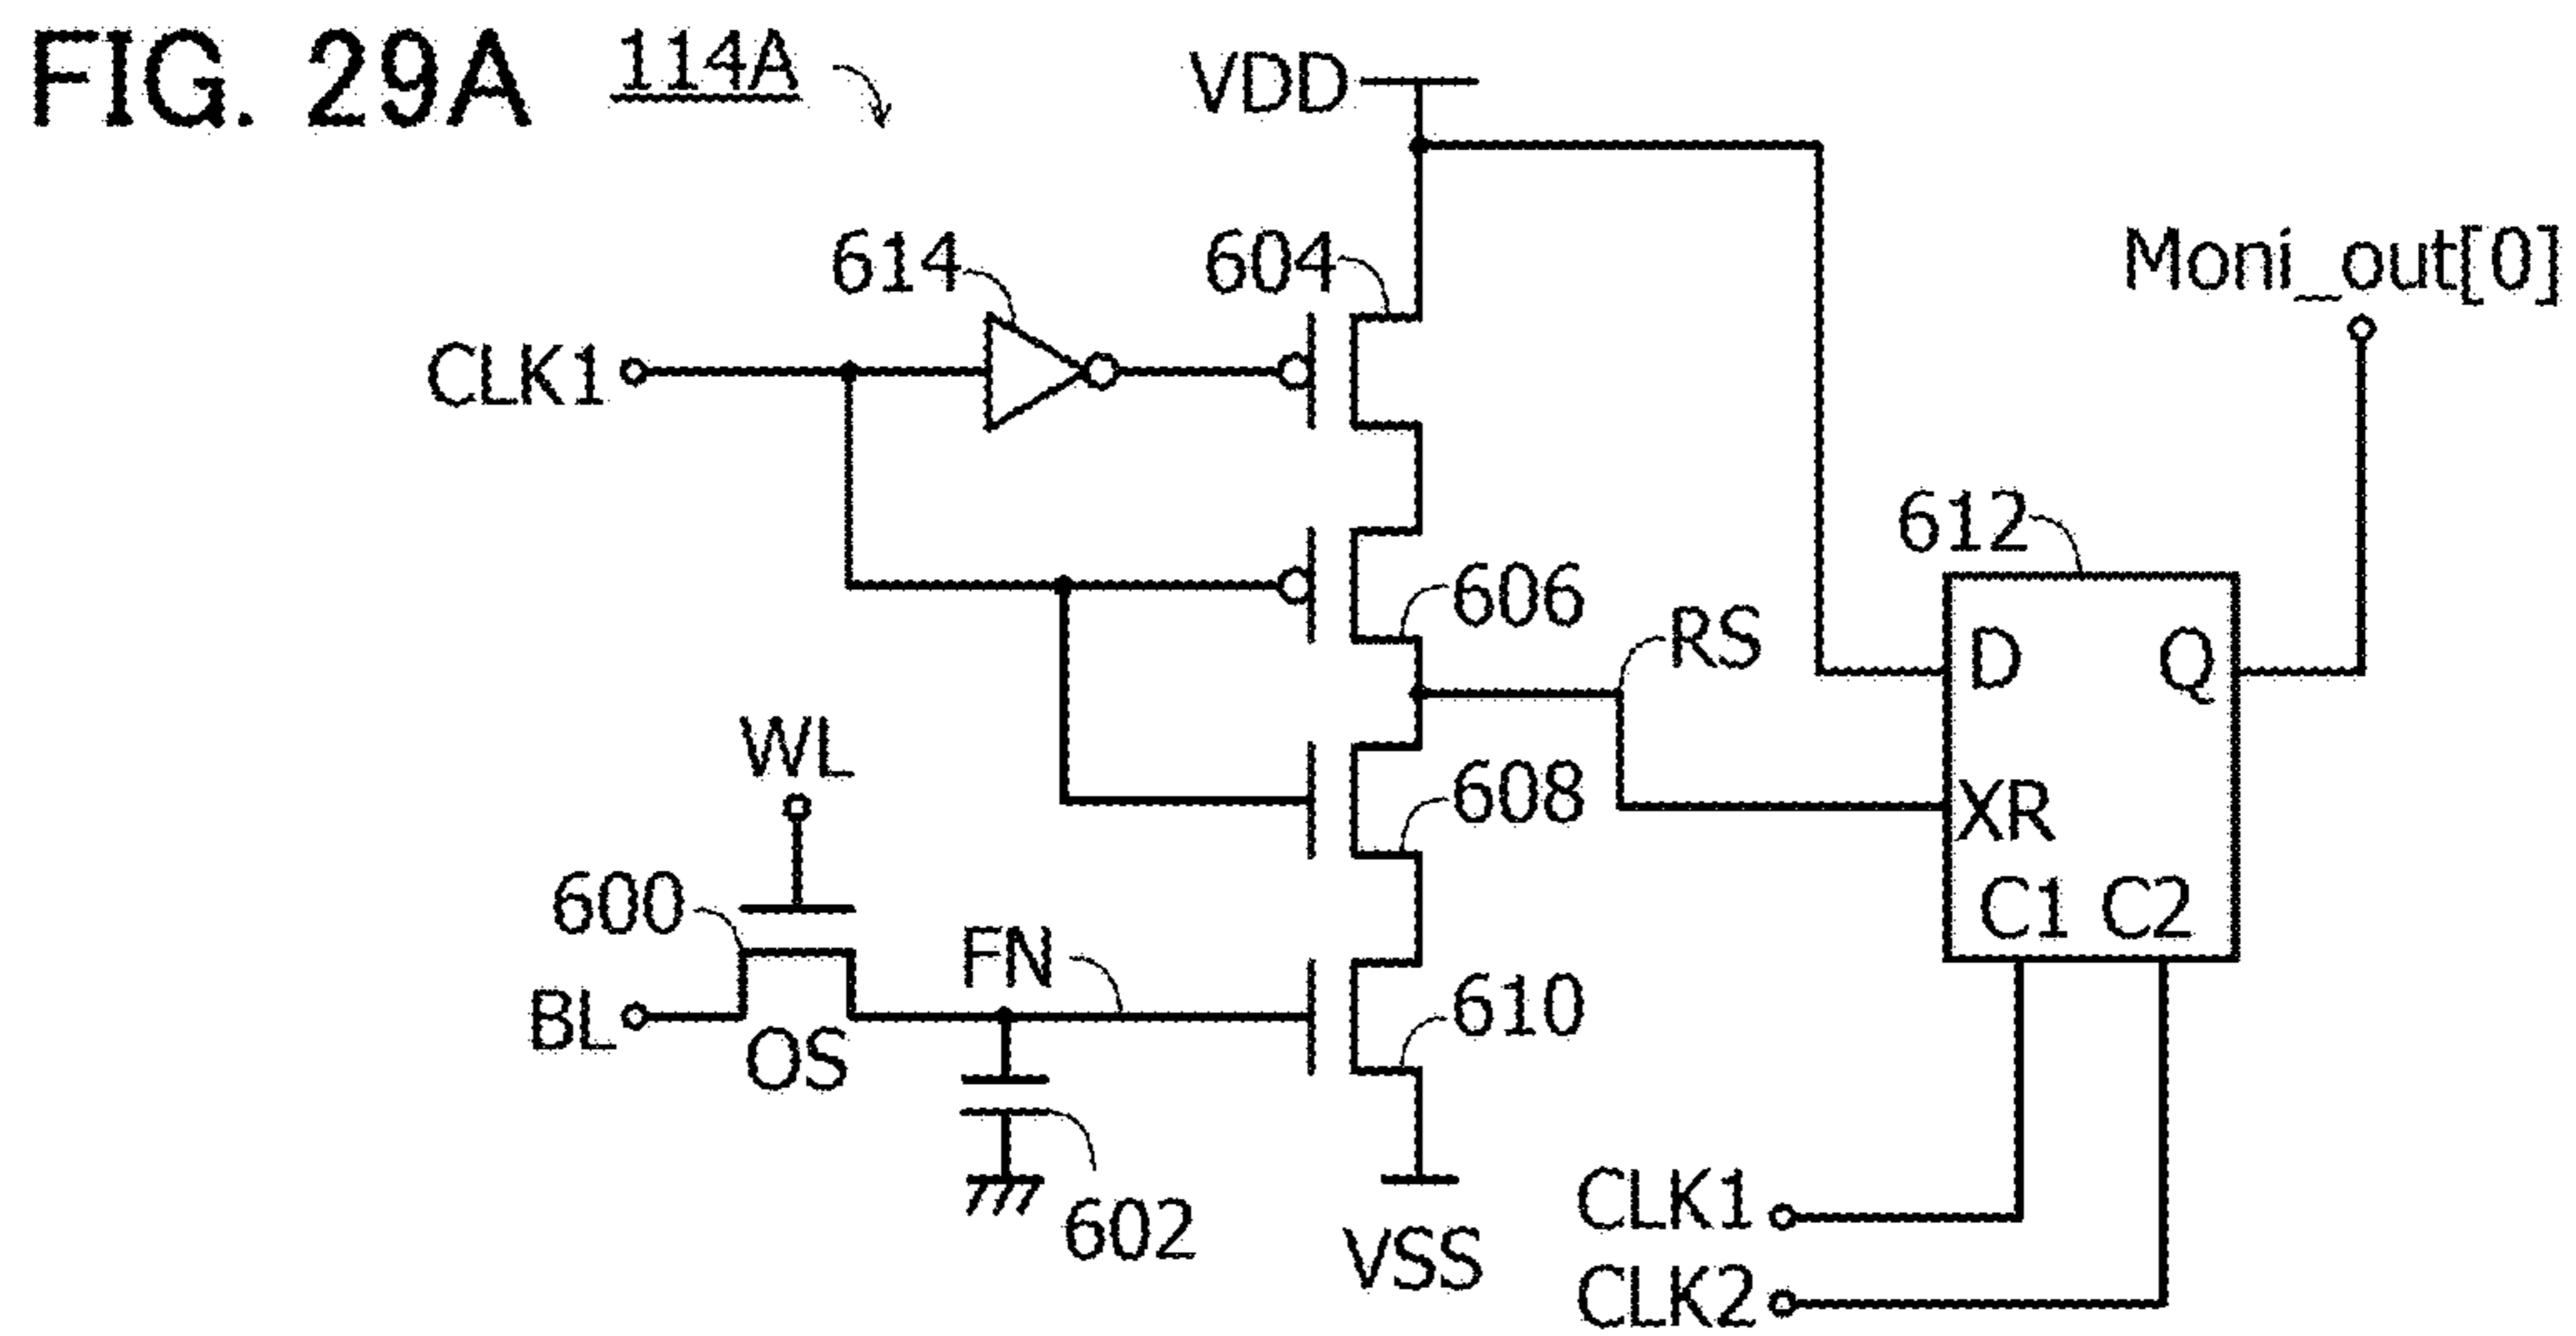 FIG. 29A
114A
VDD
614
604
Moni_out[0]
CLK1
612
606
RS
D
Q
WL
608
XR
600
C1
C2
FN
BL
OS
610
602
CLK1
VSS
CLK2